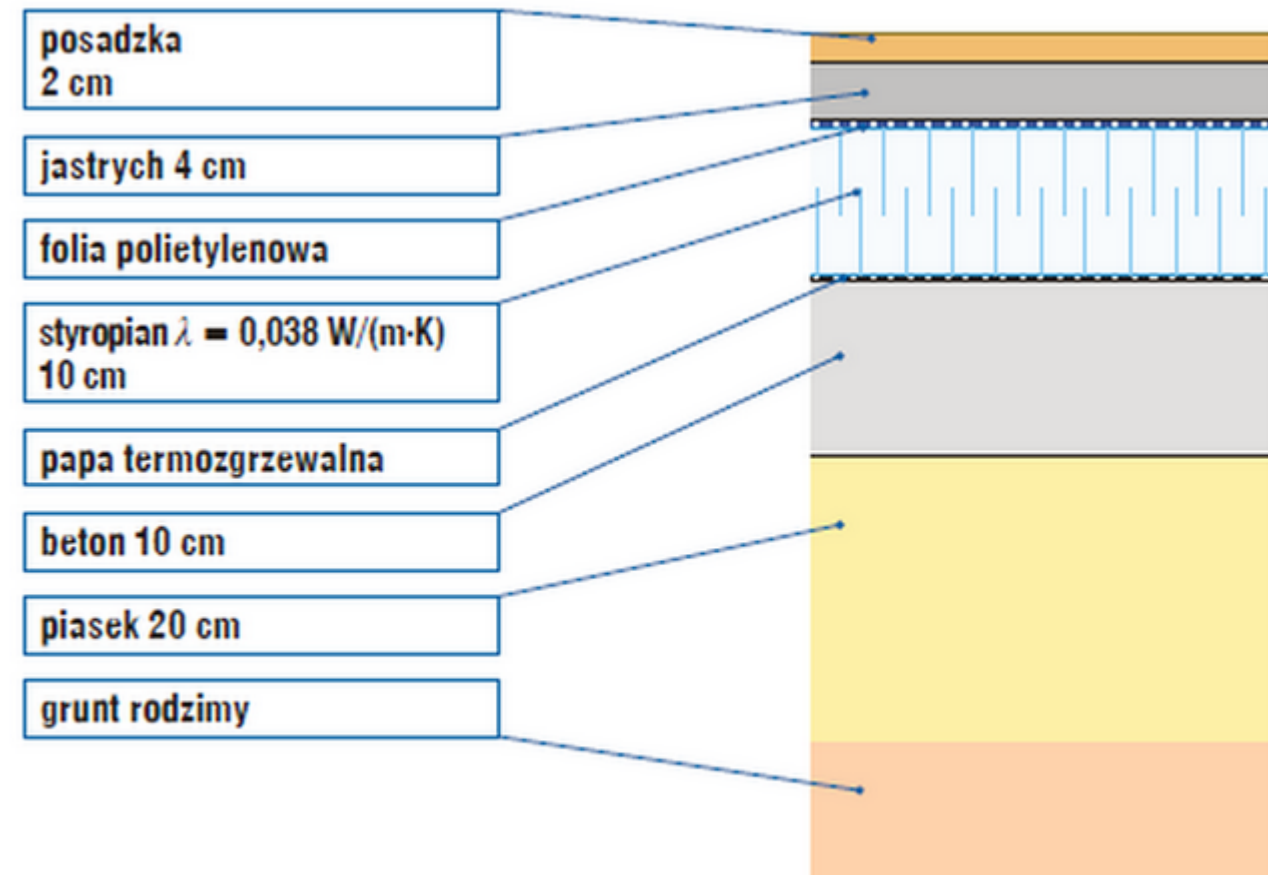 posadzka
2 cm
jastrych 4 cm
folia polietylenowa
styropian λ = 0,038 W/(m·K)
10 cm
papa termozgrzewalna
beton 10 cm
piasek 20 cm
grunt rodzimy